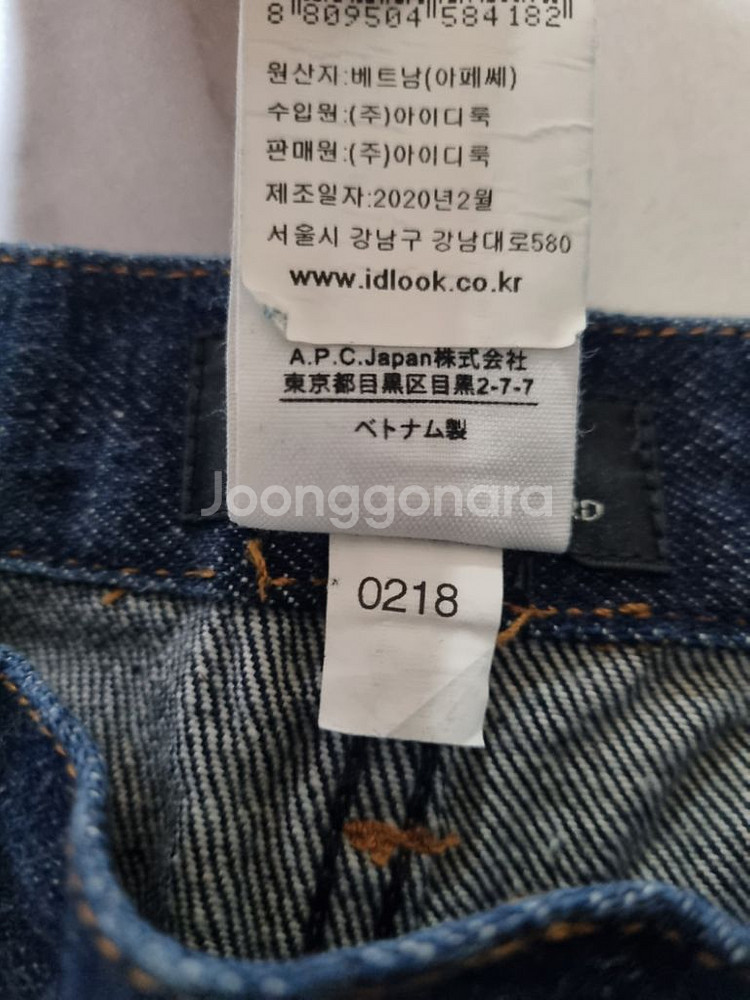 8 809504 584182
원산지:베트남(아페쎄)
수입원:(주)아이디룩
판매원:(주)아이디룩
제조일자:2020년2월
서울시 강남구 강남대로580
www.idlook.co.kr
A.P.C.Japan株式会社
東京都目黒区目黒2-7-7
ベトナム製
Joonggonara
0218